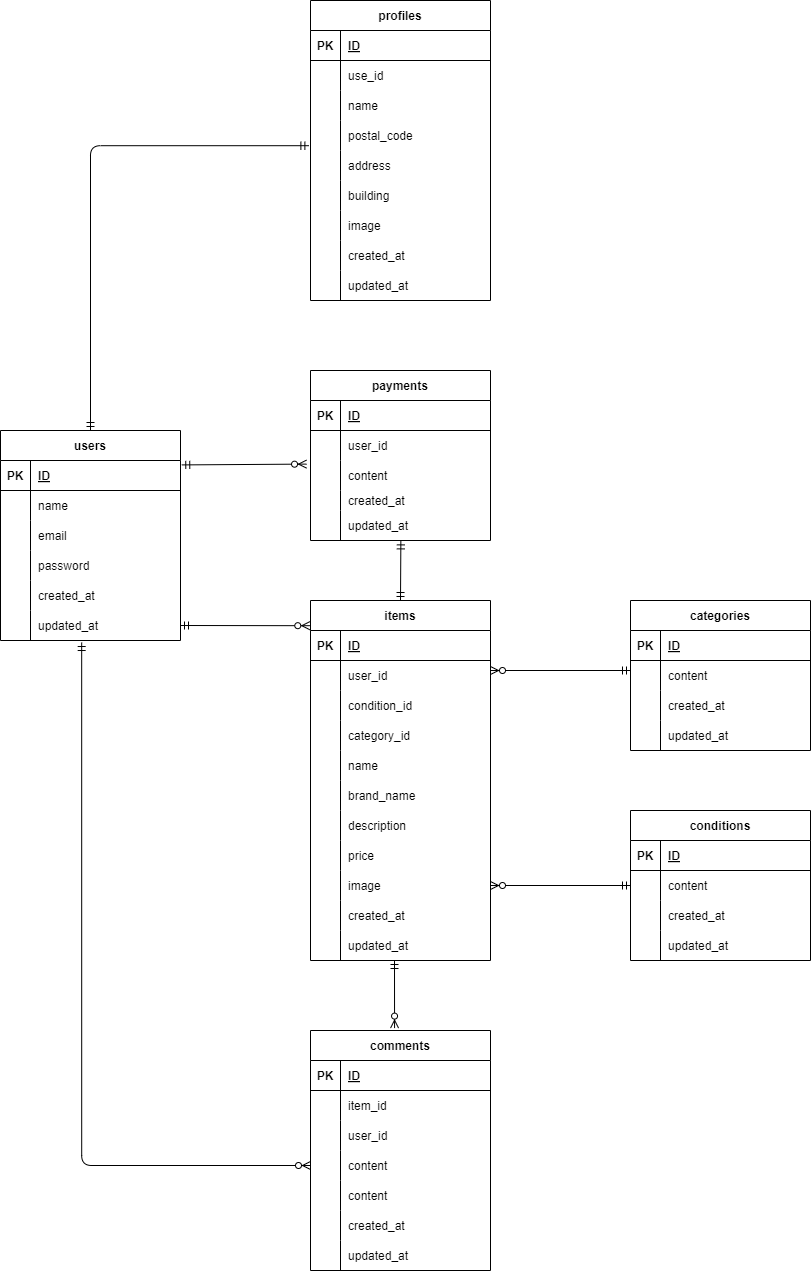 profiles
PK ID
use_id
name
postal_code
address
building
image
created_at
updated_at
payments
PK ID
user_id
content
created_at
updated_at
users
PK ID
name
email
password
created_at
updated_at
items
PK ID
user_id
condition_id
category_id
name
brand_name
description
price
image
created_at
updated_at
categories
PK ID
content
created_at
updated_at
conditions
PK ID
content
created_at
updated_at
comments
PK ID
item_id
user_id
content
content
created_at
updated_at